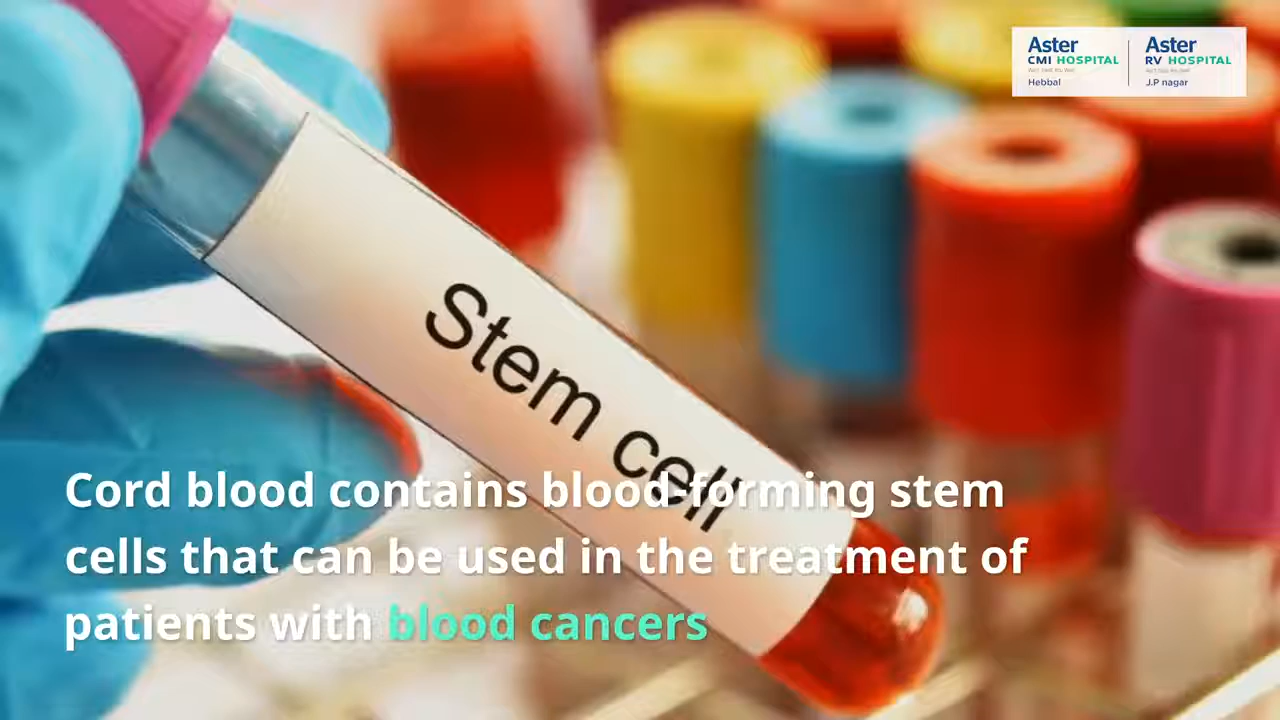 Aster
CMI HOSPITAL
Hebbal
Aster
RV HOSPITAL
J.P nagar
Stem cell
Cord blood contains blood-forming stem
cells that can be used in the treatment of
patients with blood cancers